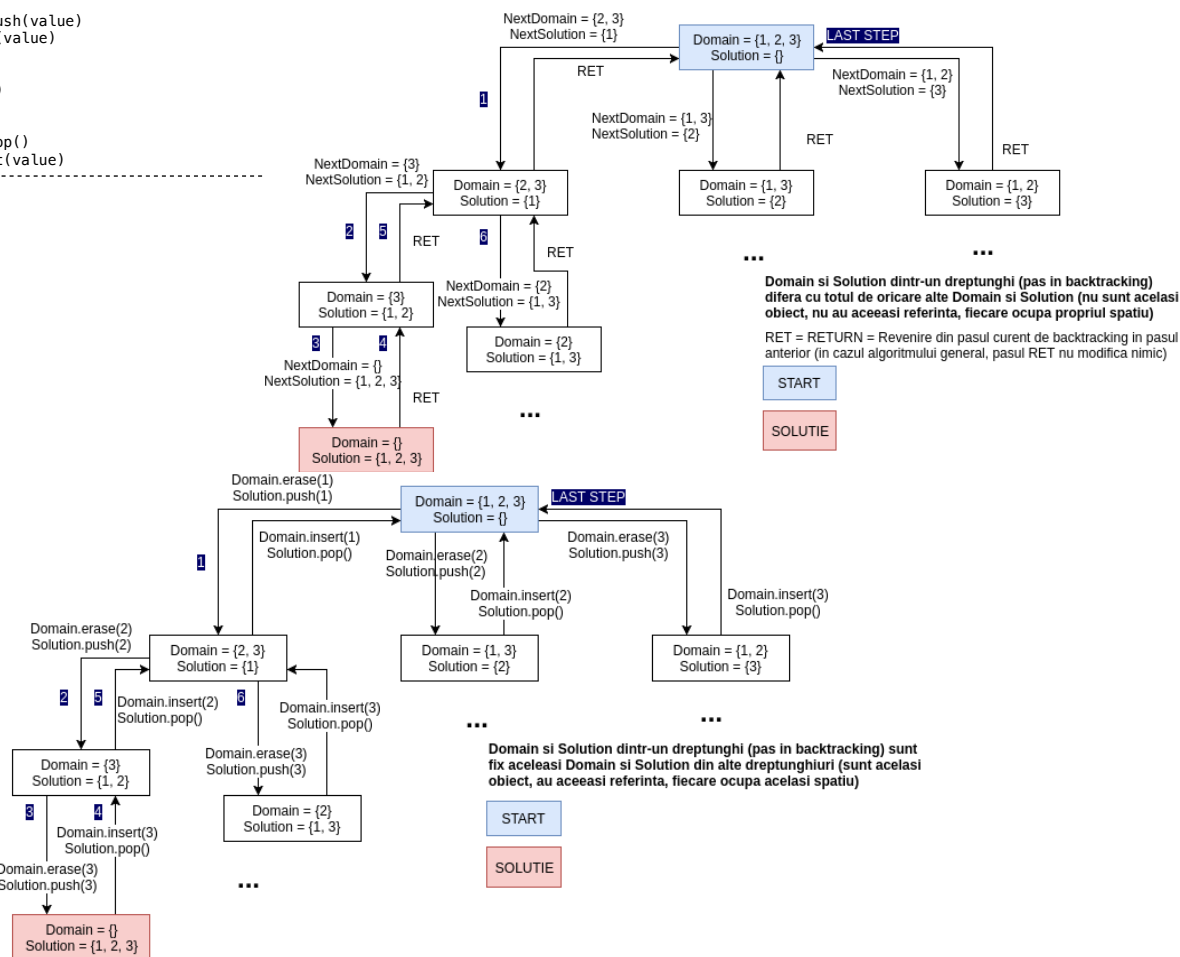 ush(value)
(value)
)
op()
t(value)
NextDomain = {2, 3}
NextSolution = {1}
Domain = {1, 2, 3}
Solution = {}
LAST STEP
RET
1
NextDomain = {1, 3}
NextSolution = {2}
RET
NextDomain = {1, 2}
NextSolution = {3}
RET
NextDomain = {3}
NextSolution = {1, 2}
Domain = {2, 3}
Solution = {1}
Domain = {1, 3}
Solution = {2}
Domain = {1, 2}
Solution = {3}
2
5
RET
6
RET
...
...
Domain = {3}
Solution = {1, 2}
NextDomain = {2}
NextSolution = {1, 3}
Domain si Solution dintr-un dreptunghi (pas in backtracking)
difera cu totul de oricare alte Domain si Solution (nu sunt acelasi
obiect, nu au aceeasi referinta, fiecare ocupa propriul spatiu)
RET = RETURN = Revenire din pasul curent de backtracking in pasul
anterior (in cazul algoritmului general, pasul RET nu modifica nimic)
3
4
NextDomain = {}
NextSolution = {1, 2, 3}
RET
Domain = {2}
Solution = {1, 3}
...
START
SOLUTIE
Domain = {}
Solution = {1, 2, 3}
Domain.erase(1)
Solution.push(1)
Domain = {1, 2, 3}
Solution = {}
LAST STEP
1
Domain.insert(1)
Solution.pop()
Domain.erase(2)
Solution.push(2)
Domain.insert(2)
Solution.pop()
Domain.erase(3)
Solution.push(3)
Domain.insert(3)
Solution.pop()
Domain.erase(2)
Solution.push(2)
Domain = {2, 3}
Solution = {1}
Domain = {1, 3}
Solution = {2}
Domain = {1, 2}
Solution = {3}
2
5
Domain.insert(2)
Solution.pop()
6
Domain.insert(3)
Solution.pop()
...
...
Domain.erase(3)
Solution.push(3)
Domain si Solution dintr-un dreptunghi (pas in backtracking) sunt
fix aceleasi Domain si Solution din alte dreptunghiuri (sunt acelasi
obiect, au aceeasi referinta, fiecare ocupa acelasi spatiu)
Domain = {3}
Solution = {1, 2}
Domain = {2}
Solution = {1, 3}
3
4
Domain.insert(3)
Solution.pop()
Domain.erase(3)
Solution.push(3)
...
START
SOLUTIE
Domain = {}
Solution = {1, 2, 3}